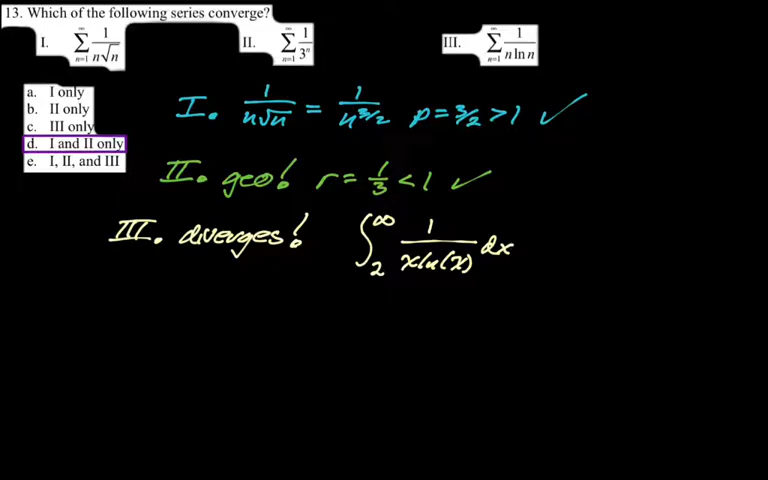 13. Which of the following series converge?
I. ∑_{n=1}^{∞} 1/(n√n) II. ∑_{n=1}^{∞} 1/3ⁿ III. ∑_{n=1}^{∞} 1/(n ln n)
a. I only
b. II only
c. III only
d. I and II only
e. I, II, and III
I. 1/(n√n) = 1/n^{3/2} p = 3/2 > 1 ✓
II. geo! r = 1/3 < 1 ✓
III. diverges! ∫_2^∞ 1/(x ln(x)) dx